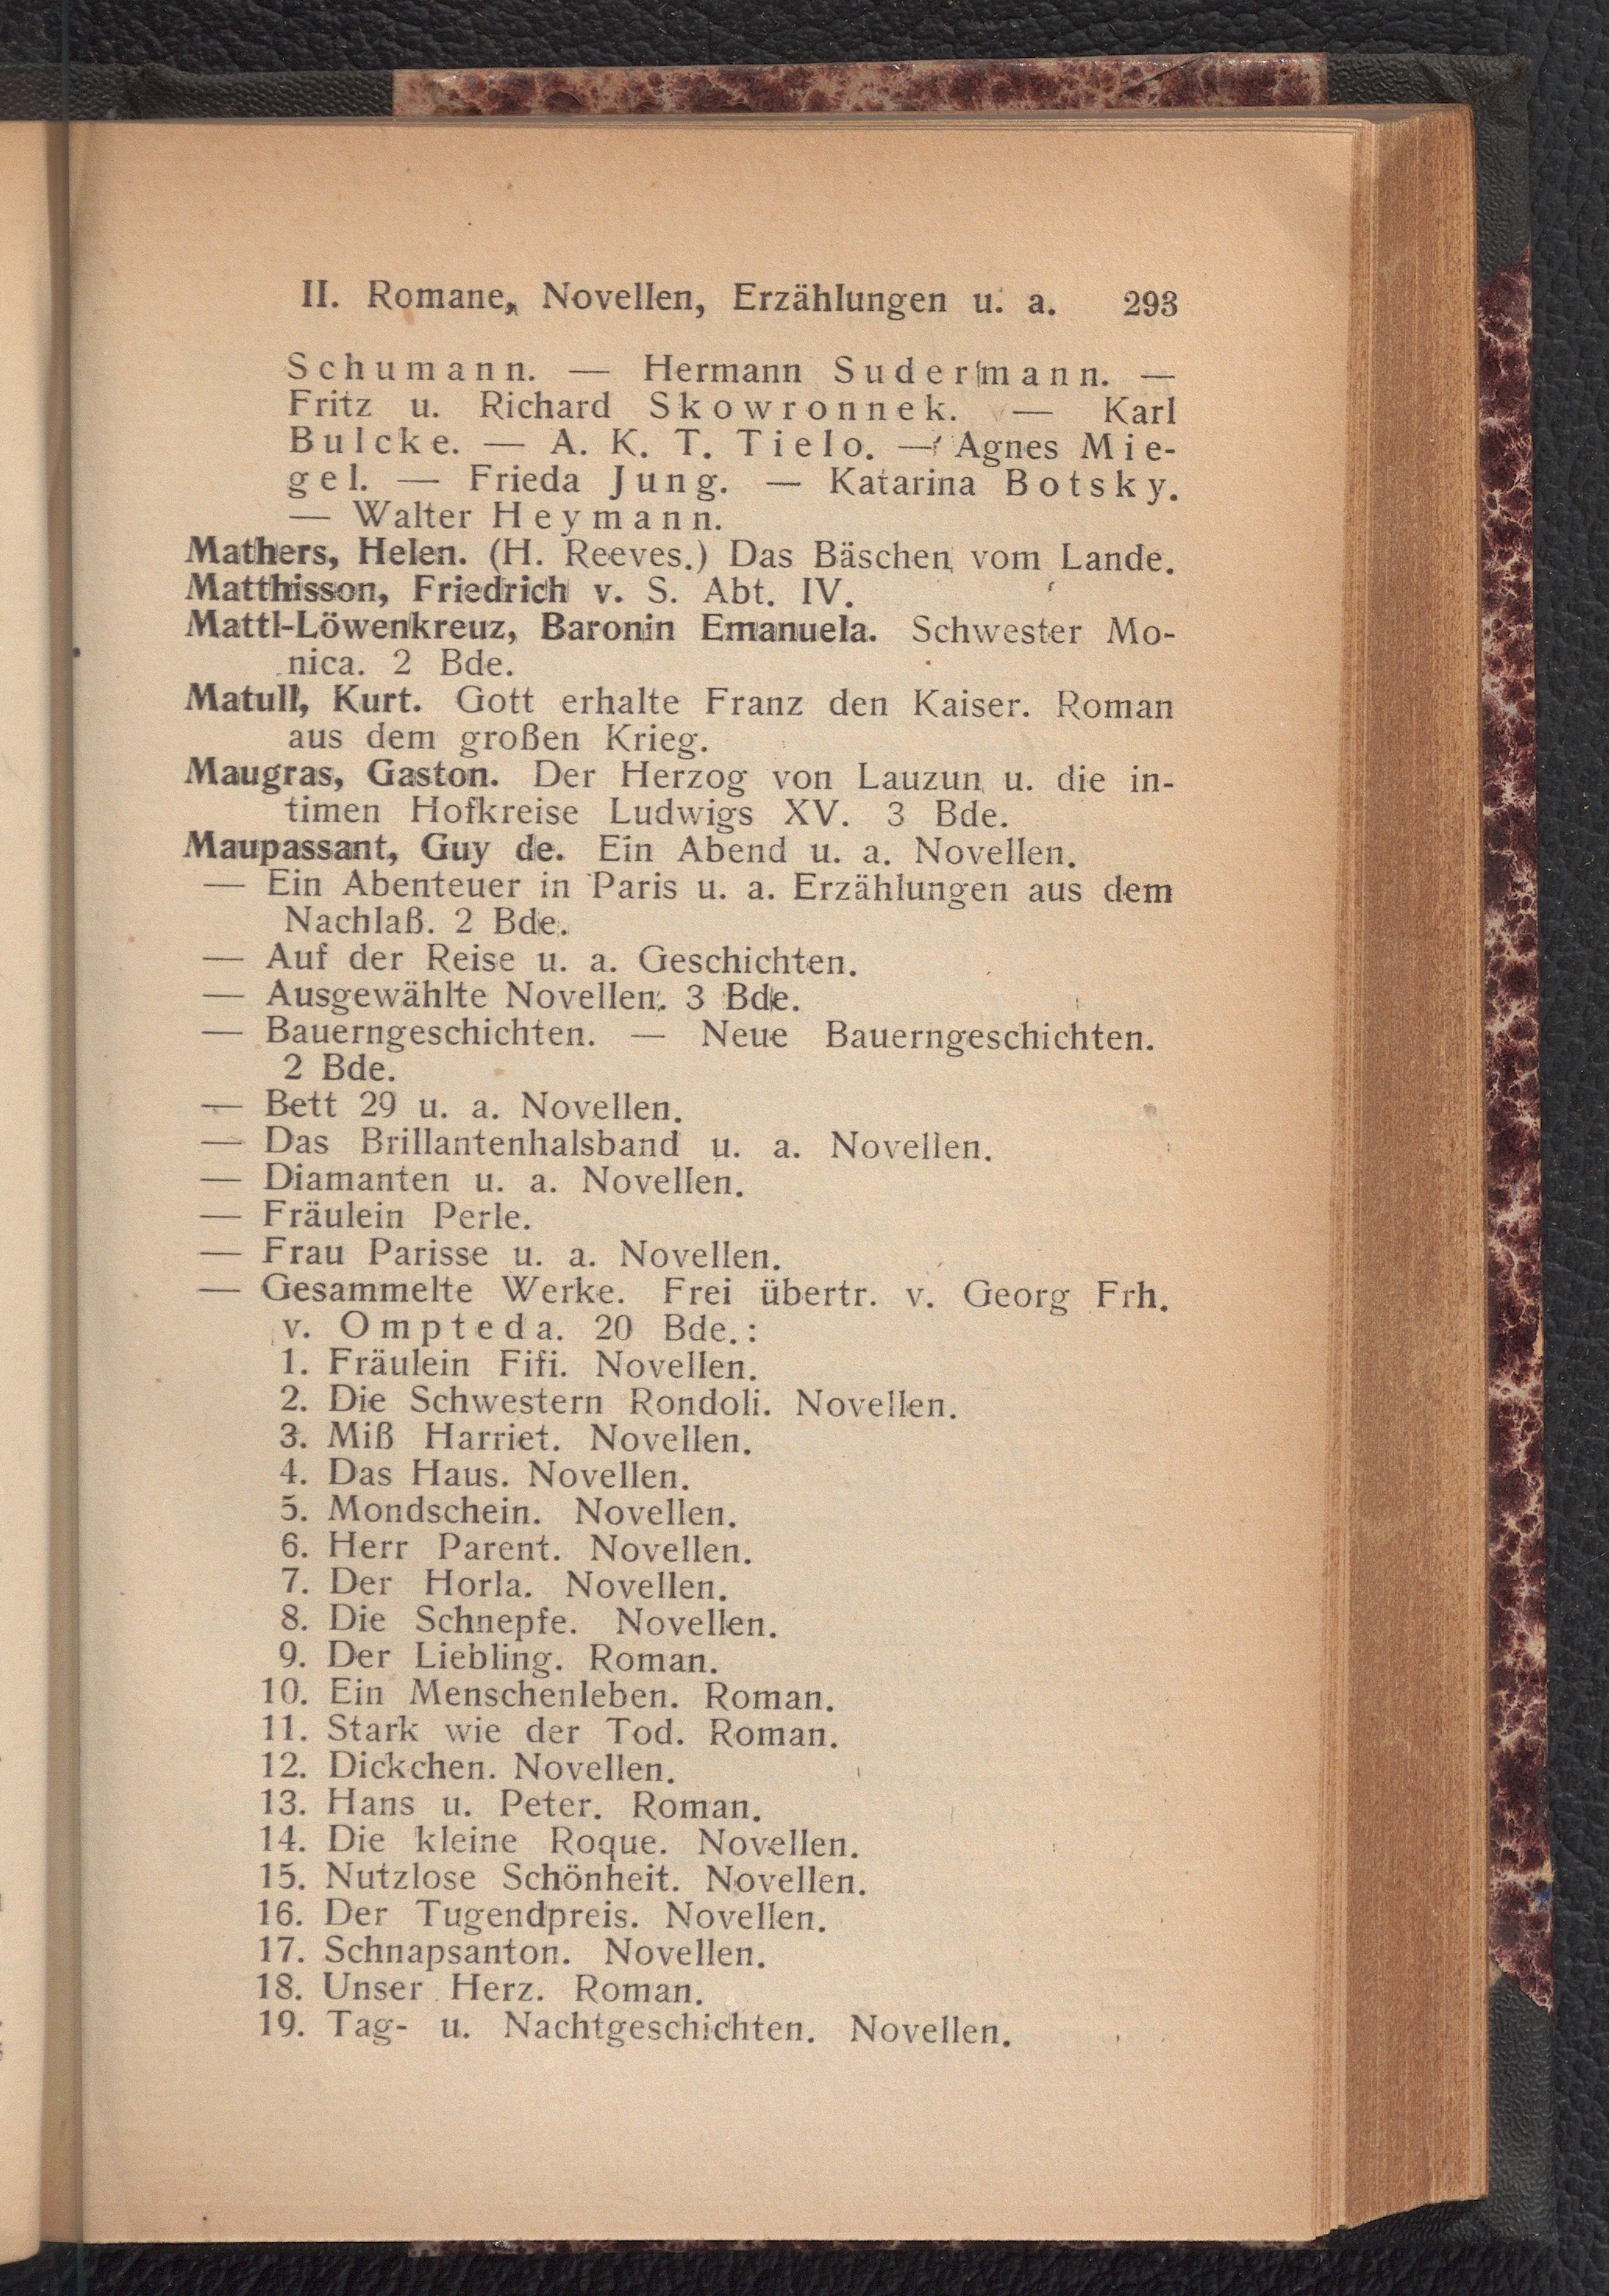 II. Romane, Novellen, Erzählungen u. a. 293
Schumann. — Hermann Sudermann. —
Fritz u. Richard Skowronnek. — Karl
Bulcke. — A. K. T. Tielo. — Agnes Mie-
gel. — Frieda Jung. — Katarina Botsky.
— Walter Heymann.
Mathers, Helen. (H. Reeves.) Das Bäschen vom Lande.
Matthisson, Friedrich v. S. Abt. IV.
Mattl-Löwenkreuz, Baronin Emanuela. Schwester Mo-
nica. 2 Bde.
Matull, Kurt. Gott erhalte Franz den Kaiser. Roman
aus dem großen Krieg.
Maugras, Gaston. Der Herzog von Lauzun u. die in-
timen Hofkreise Ludwigs XV. 3 Bde.
Maupassant, Guy de. Ein Abend u. a. Novellen.
— Ein Abenteuer in Paris u. a. Erzählungen aus dem
Nachlaß. 2 Bde.
— Auf der Reise u. a. Geschichten.
— Ausgewählte Novellen. 3 Bde.
— Bauerngeschichten. — Neue Bauerngeschichten.
2 Bde.
— Bett 29 u. a. Novellen.
— Das Brillantenhalsband u. a. Novellen.
— Diamanten u. a. Novellen.
— Fräulein Perle.
— Frau Parisse u. a. Novellen.
— Gesammelte Werke. Frei übertr. v. Georg Frh.
v. Ompteda. 20 Bde.:
1. Fräulein Fifi. Novellen.
2. Die Schwestern Rondoli. Novellen.
3. Miß Harriet. Novellen.
4. Das Haus. Novellen.
5. Mondschein. Novellen.
6. Herr Parent. Novellen.
7. Der Horla. Novellen.
8. Die Schnepfe. Novellen.
9. Der Liebling. Roman.
10. Ein Menschenleben. Roman.
11. Stark wie der Tod. Roman.
12. Dickchen. Novellen.
13. Hans u. Peter. Roman.
14. Die kleine Roque. Novellen.
15. Nutzlose Schönheit. Novellen.
16. Der Tugendpreis. Novellen.
17. Schnapsanton. Novellen.
18. Unser Herz. Roman.
19. Tag- u. Nachtgeschichten. Novellen.